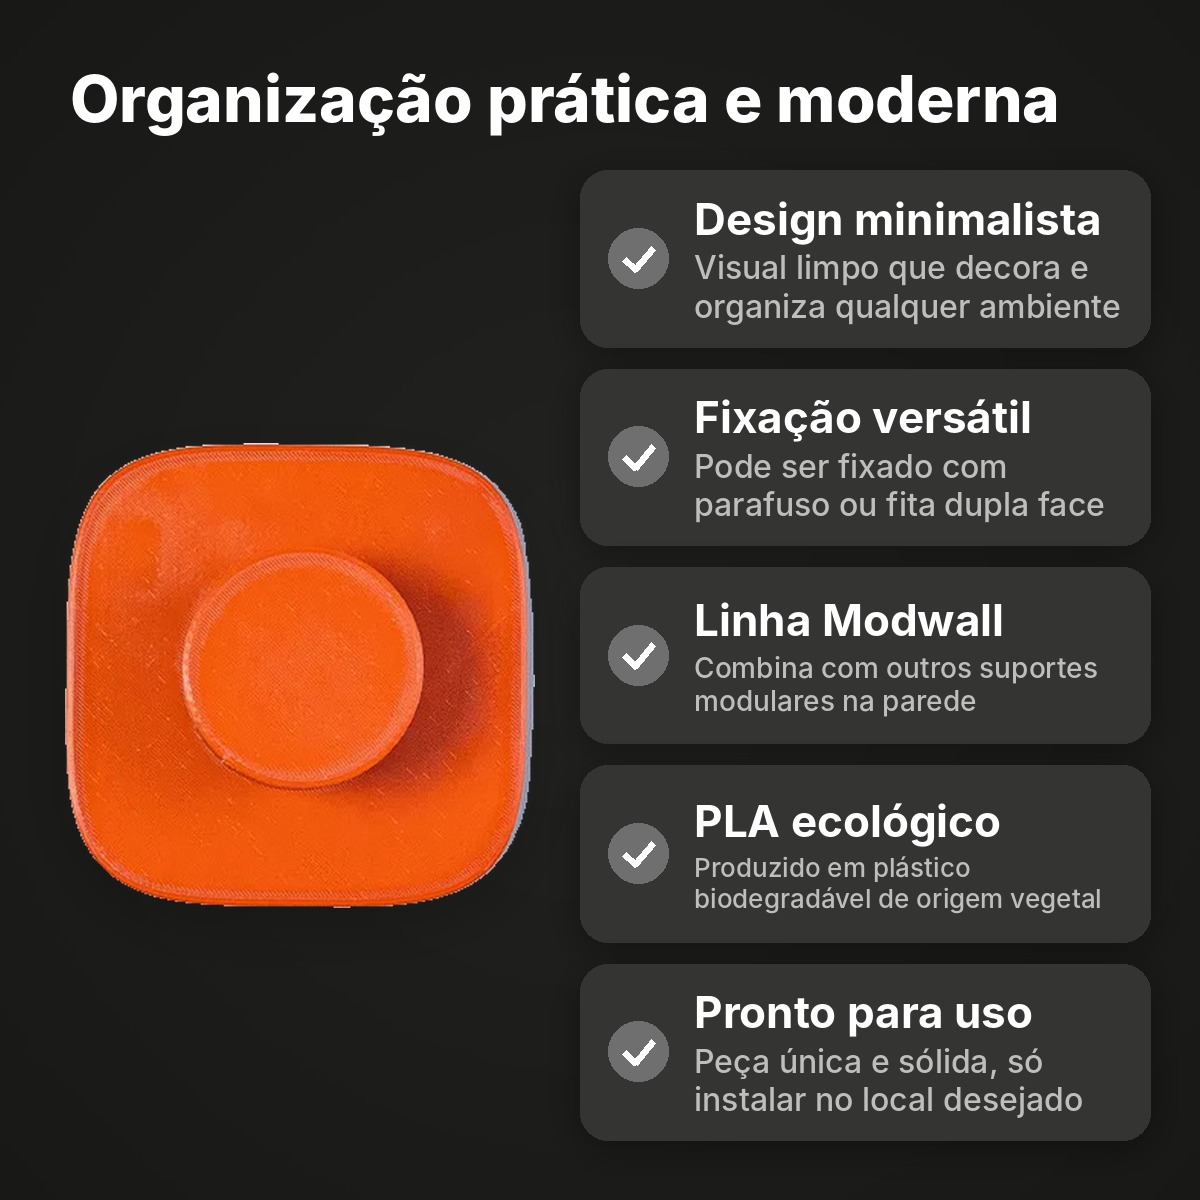 Organização prática e moderna
Design minimalista
Visual limpo que decora e
organiza qualquer ambiente
Fixação versátil
Pode ser fixado com
parafuso ou fita dupla face
Linha Modwall
Combina com outros suportes
modulares na parede
PLA ecológico
Produzido em plástico
biodegradável de origem vegetal
Pronto para uso
Peça única e sólida, só
instalar no local desejado